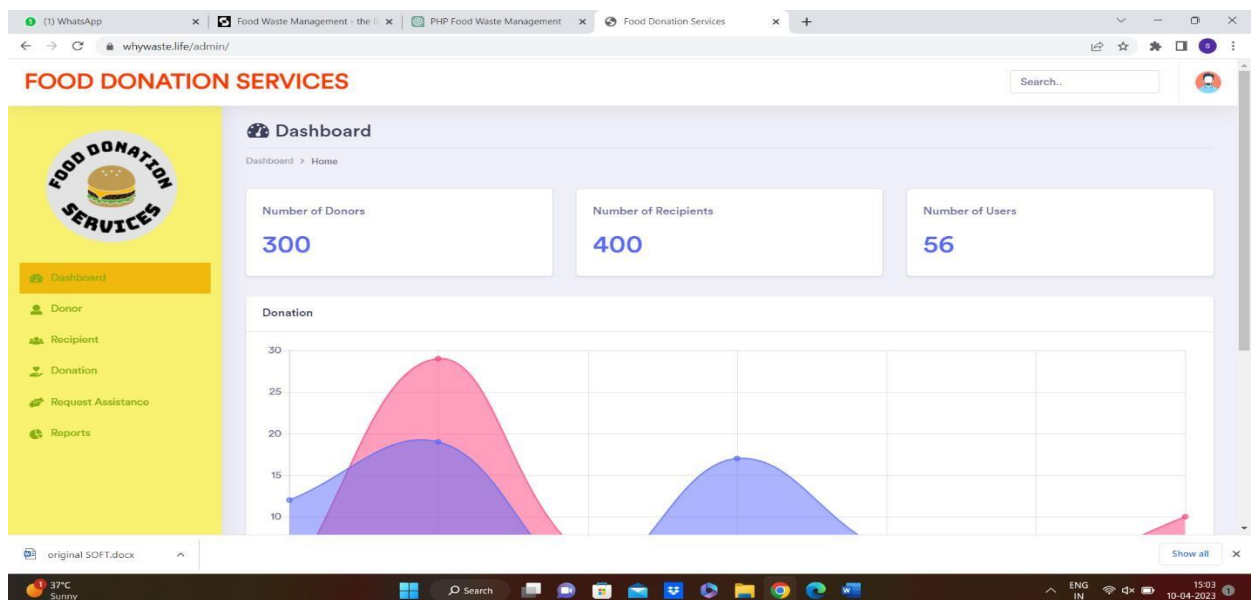 (1) WhatsApp
Food Waste Management - the li
PHP Food Waste Management
Food Donation Services
whywaste.life/admin/
S
FOOD DONATION SERVICES
Search..
FOOD DONATION SERVICES
Dashboard
Donor
Recipient
Donation
Request Assistance
Reports
Dashboard
Dashboard > Home
Number of Donors
300
Number of Recipients
400
Number of Users
56
Donation
30
25
20
15
10
original SOFT.docx
Show all
1
37°C
Sunny
Search
ENG
IN
15:03
10-04-2023
1